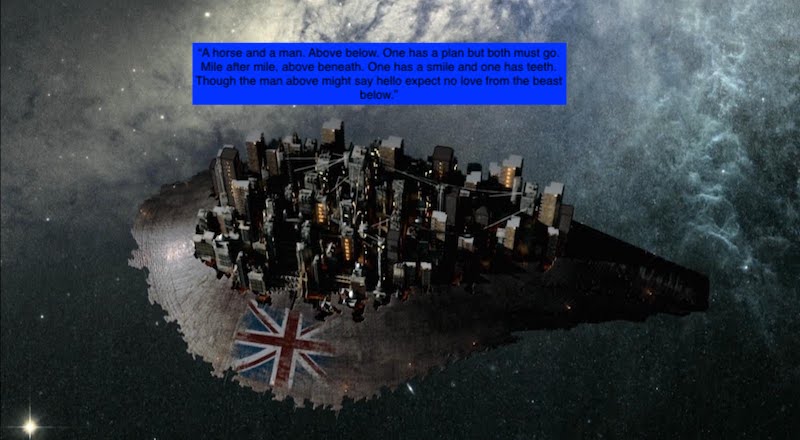 “A horse and a man. Above below. One has a plan but both must go.
Mile after mile, above beneath. One has a smile and one has teeth.
Though the man above might say hello expect no love from the beast
below.”